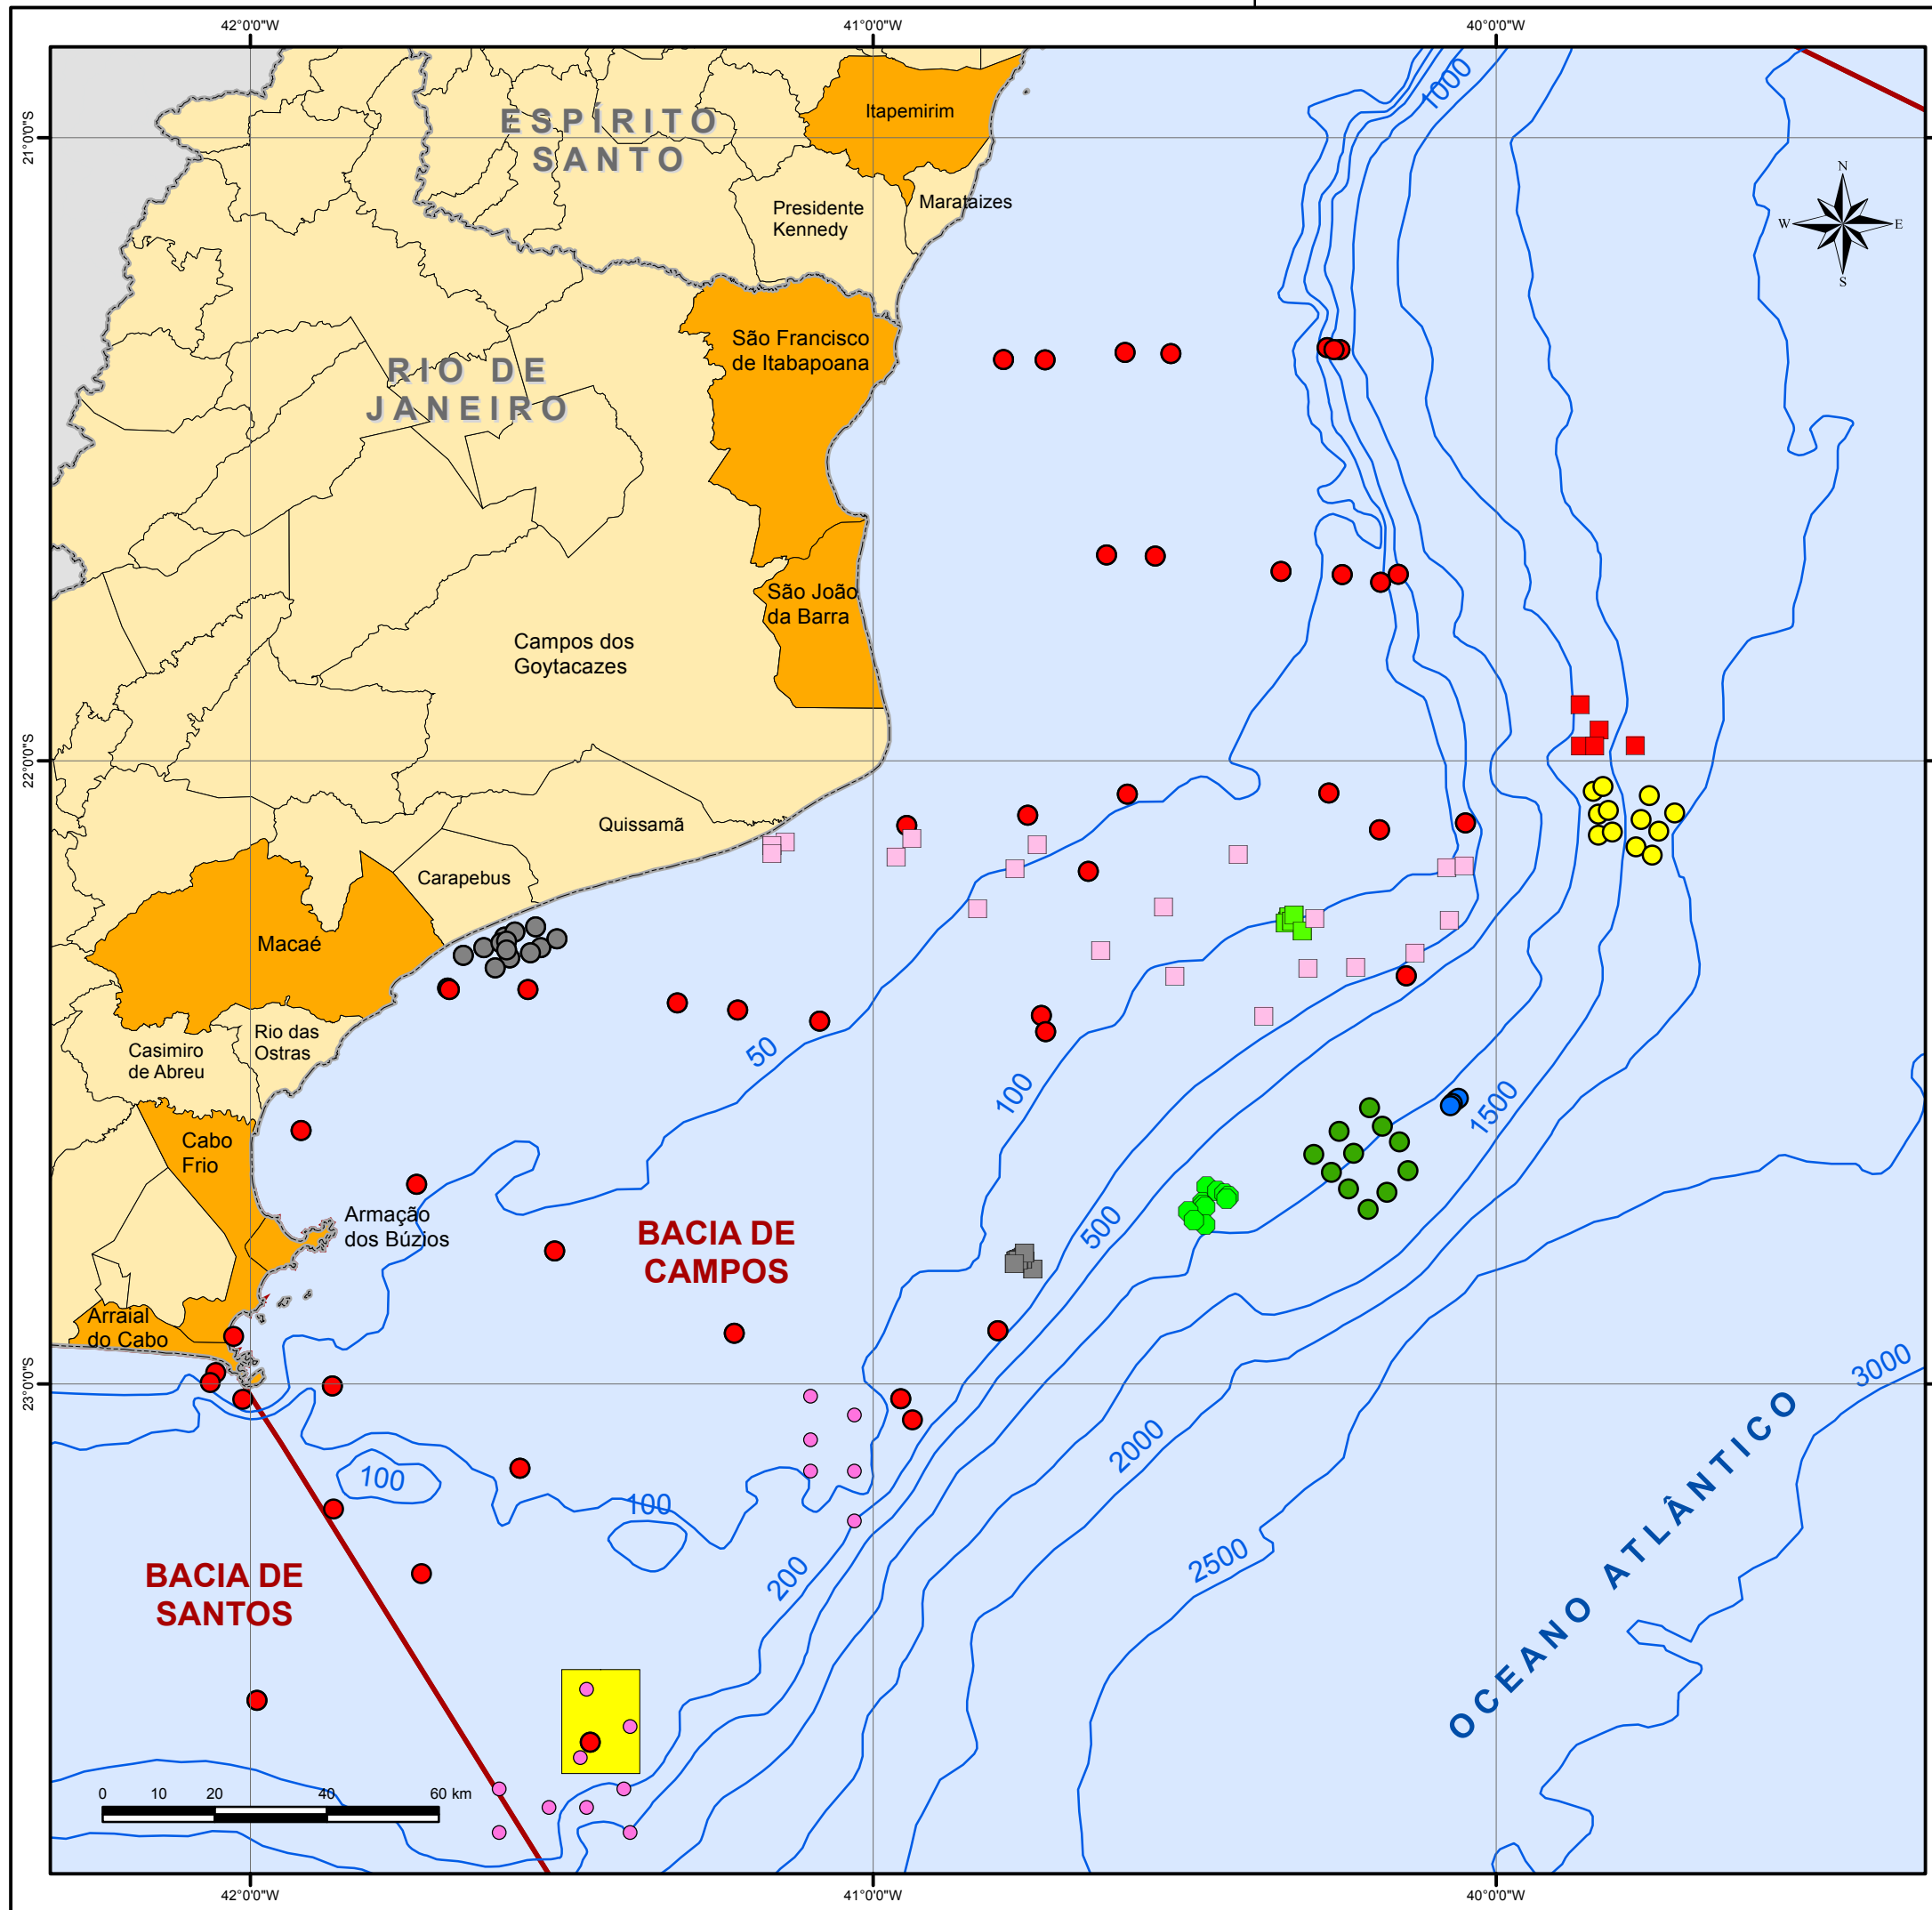 42°0'0"W
41°0'0"W
40°0'0"W
1000
ESPÍRITO
SANTO
Itapemirim
21°0'0"S
N
W
E
S
Marataizes
Presidente
Kennedy
São Francisco
de Itabapoana
RIO DE
JANEIRO
São João
da Barra
Campos dos
Goytacazes
22°0'0"S
Quissamã
Carapebus
Macaé
Rio das
Ostras
Casimiro
de Abreu
50
100
1500
Cabo
Frio
Armação
dos Búzios
BACIA DE
CAMPOS
500
Arraial
do Cabo
3000
23°0'0"S
2000
100
100
OCEANO ATLÂNTICO
2500
200
BACIA DE
SANTOS
0 10 20 40 60 km
42°0'0"W
41°0'0"W
40°0'0"W